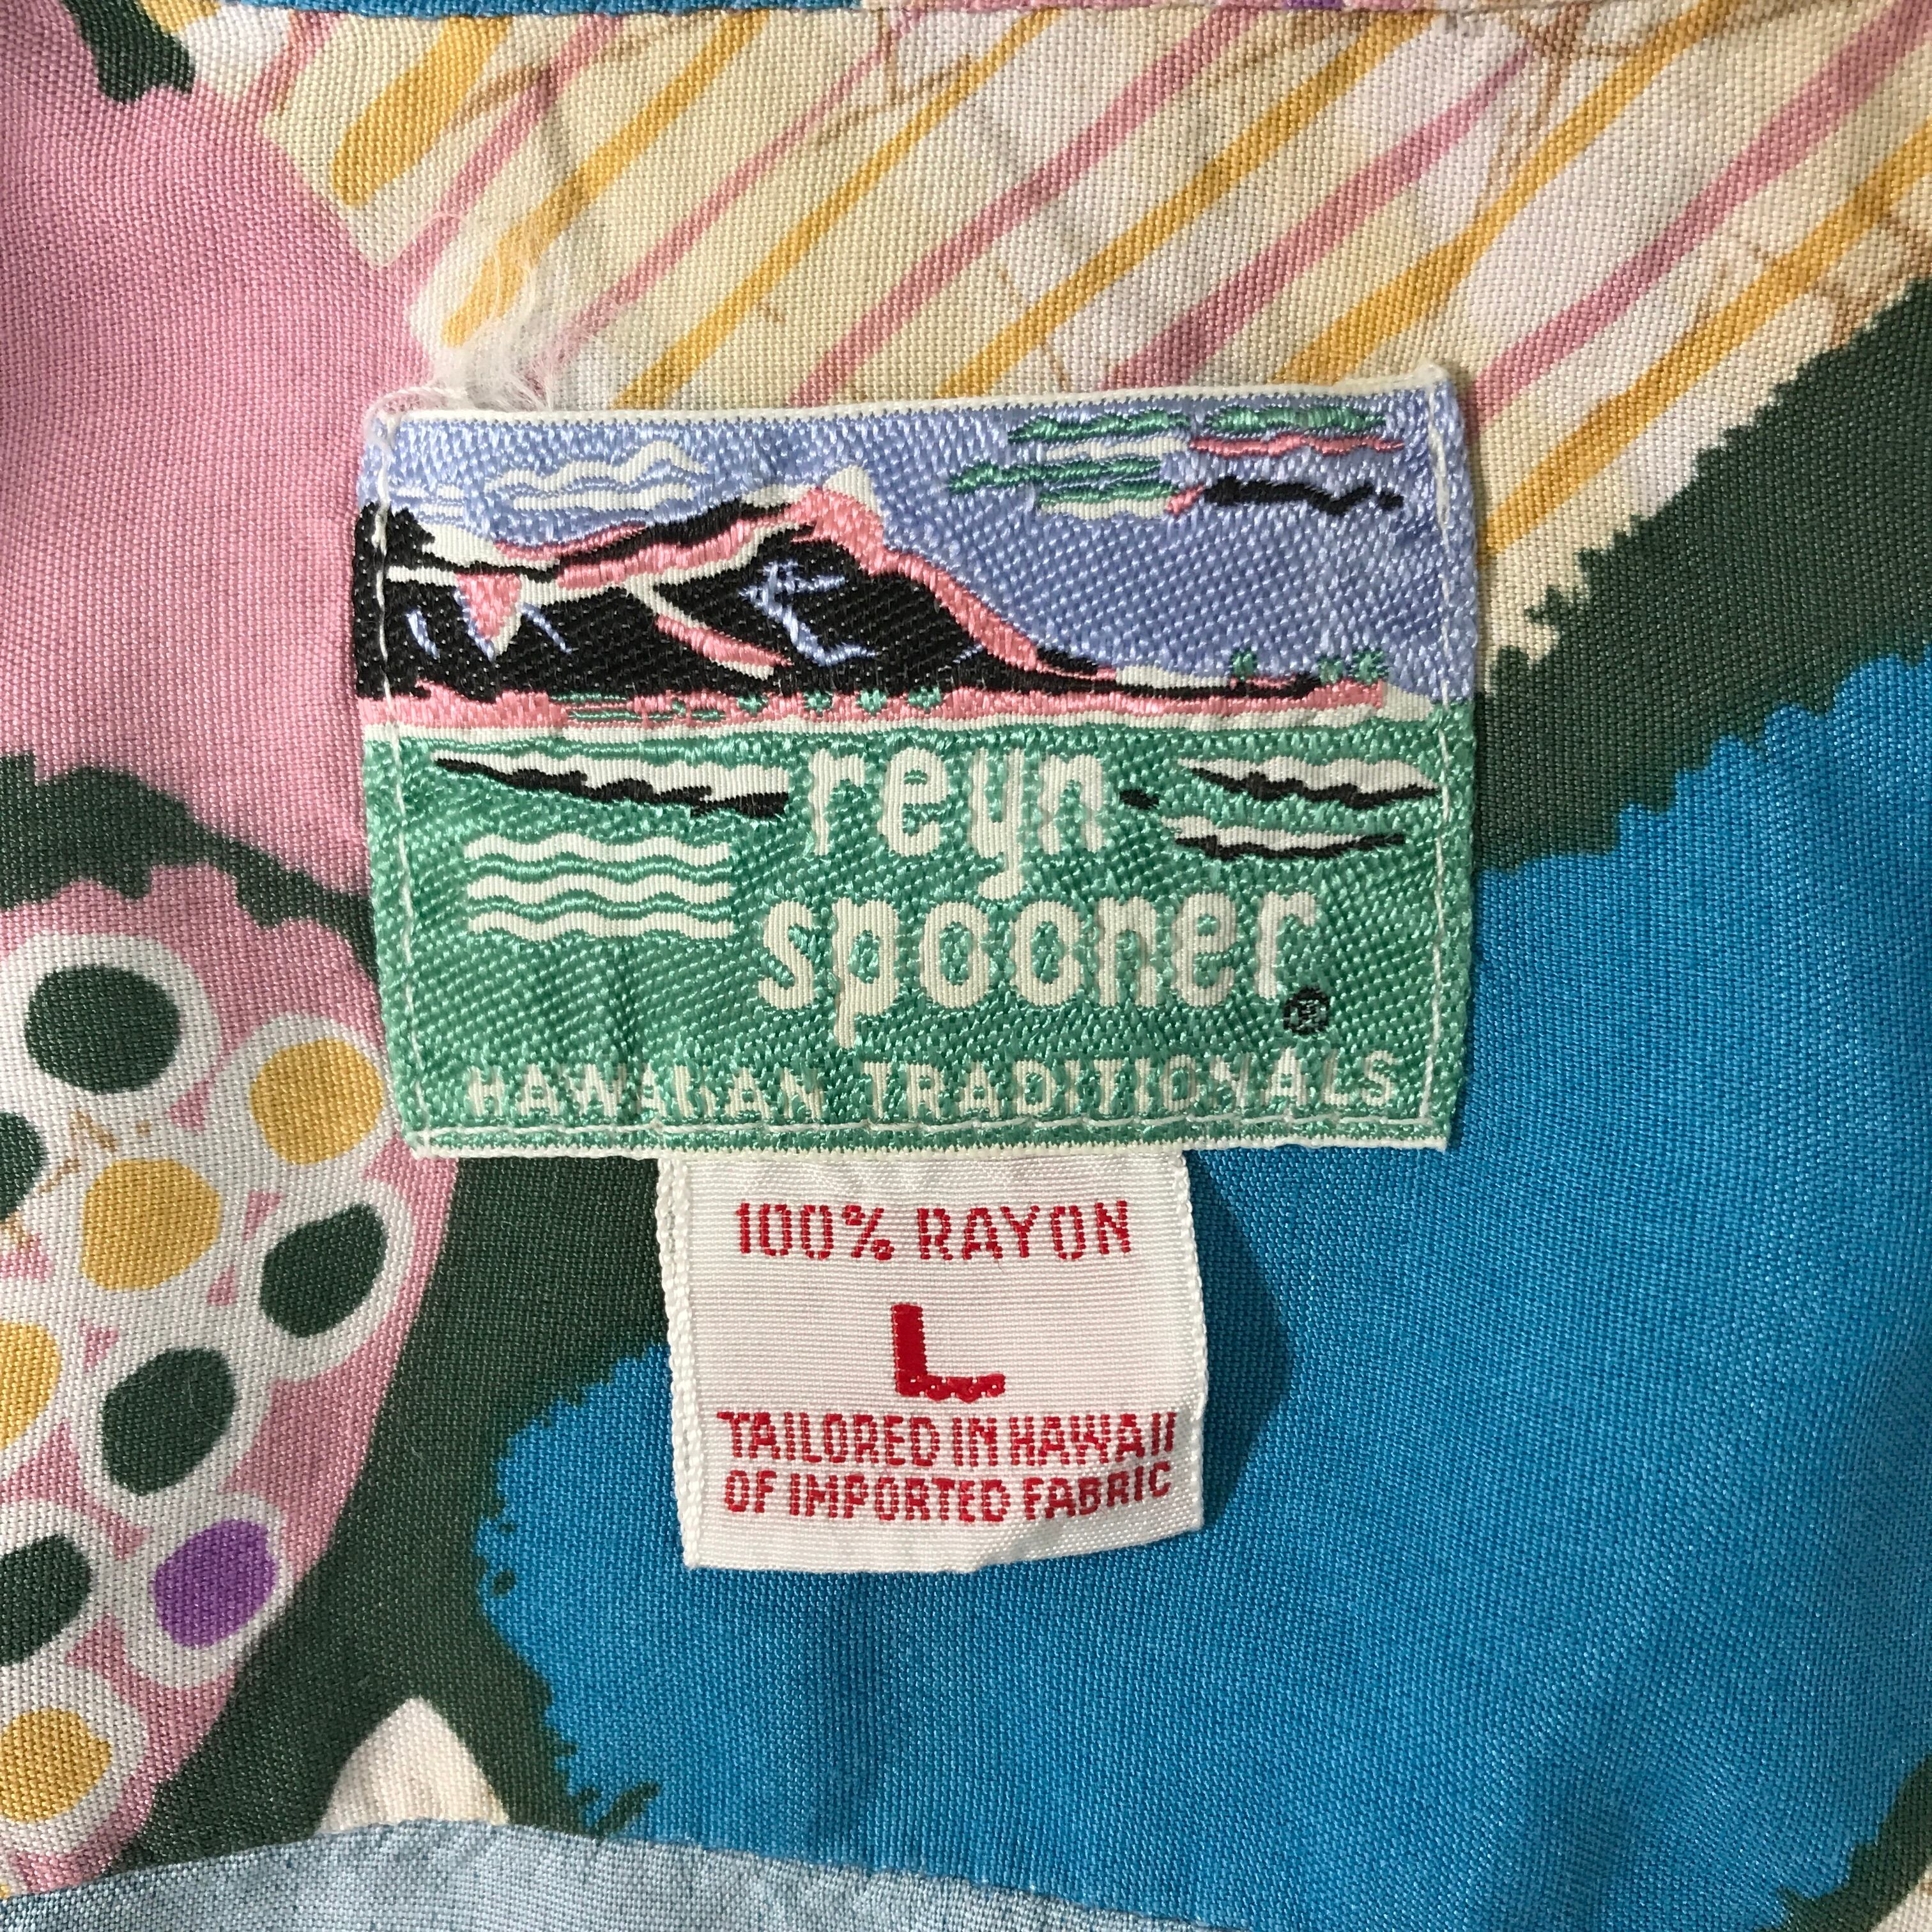 reyn
spooner®
HAWAIIAN TRADITIONALS
100% RAYON
L
TAILORED IN HAWAII
OF IMPORTED FABRIC